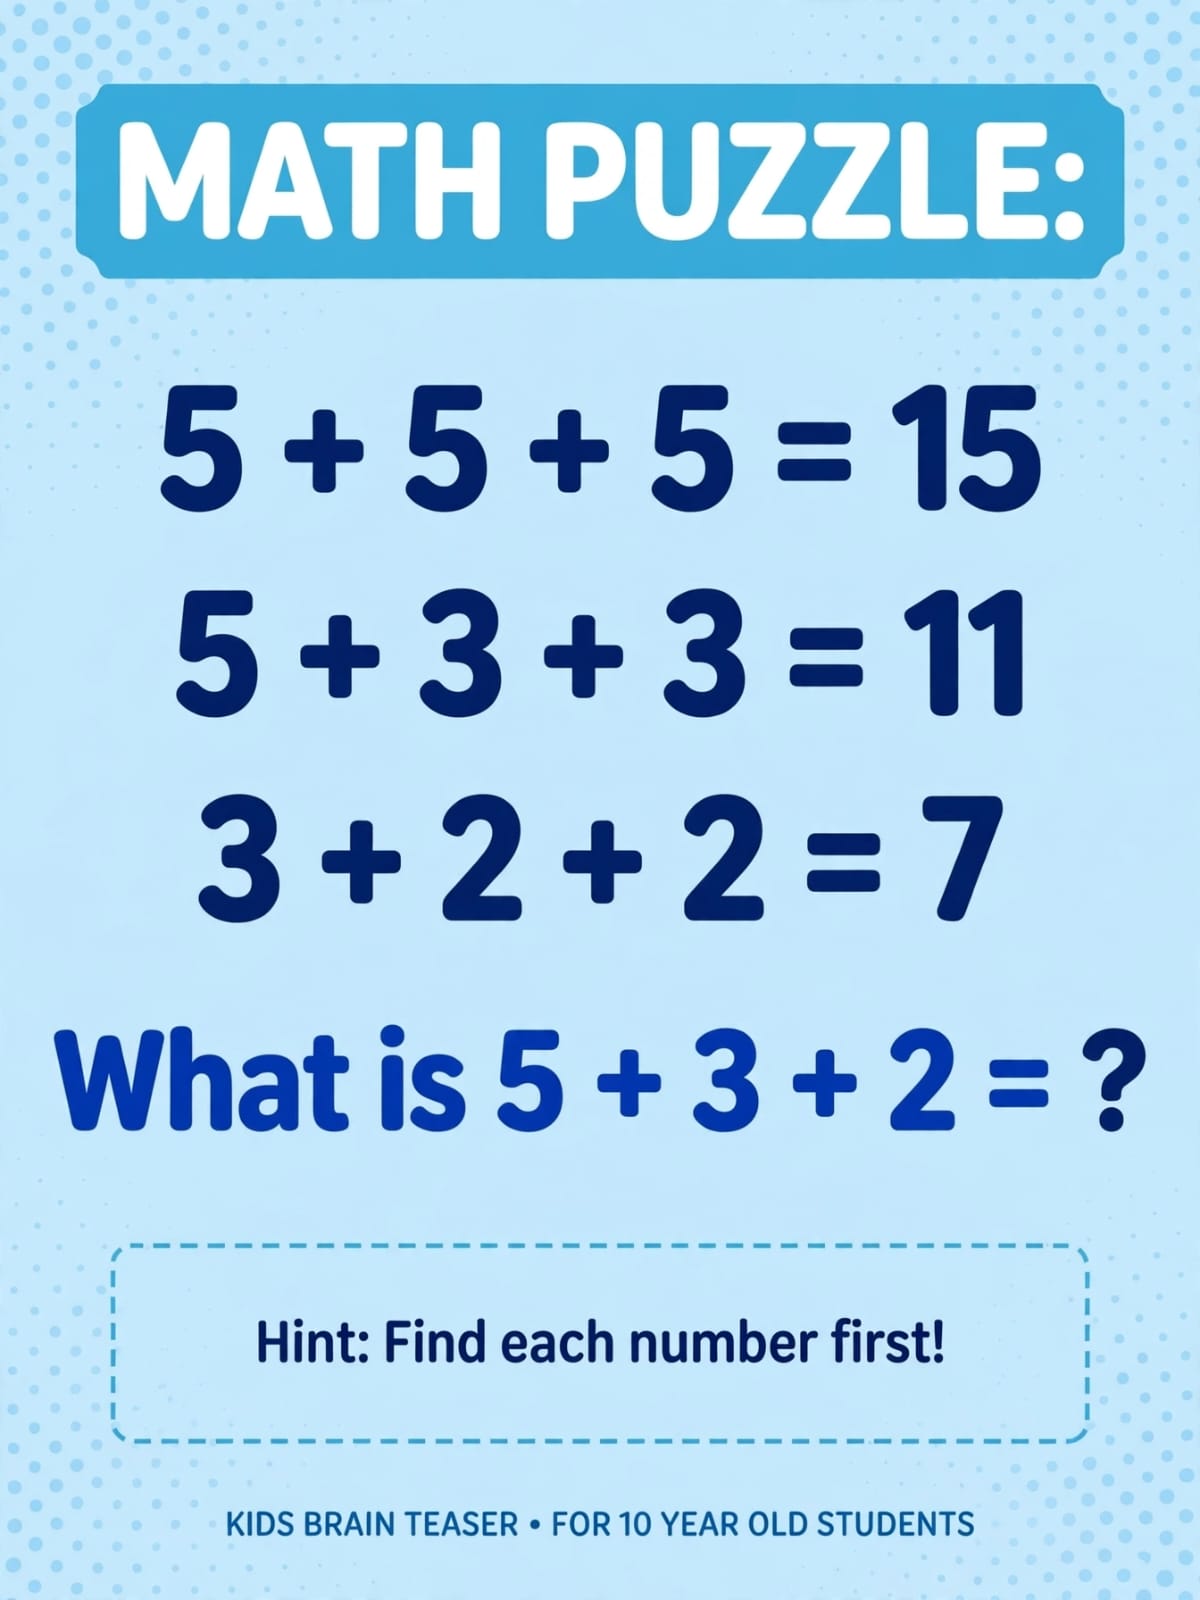 MATH PUZZLE:
5 + 5 + 5 = 15
5 + 3 + 3 = 11
3 + 2 + 2 = 7
What is 5 + 3 + 2 = ?
Hint: Find each number first!
KIDS BRAIN TEASER • FOR 10 YEAR OLD STUDENTS